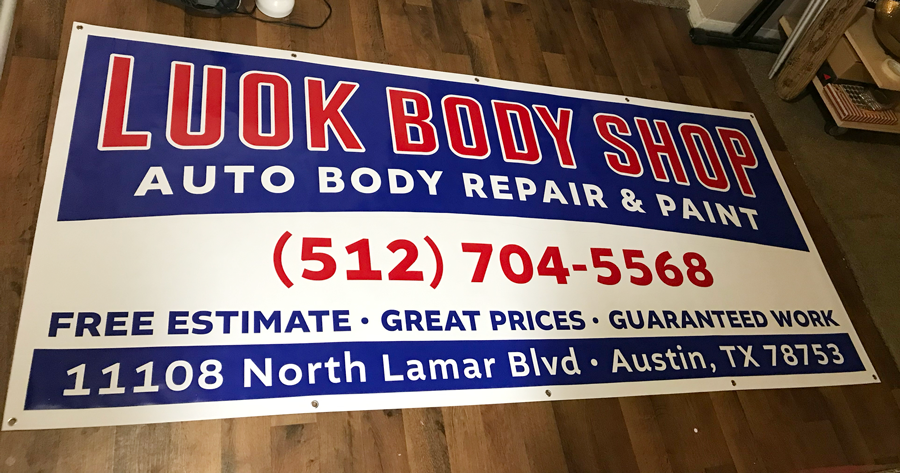 LUOK BODY SHOP
AUTO BODY REPAIR & PAINT
(512) 704-5568
FREE ESTIMATE · GREAT PRICES · GUARANTEED WORK
11108 North Lamar Blvd · Austin, TX 78753